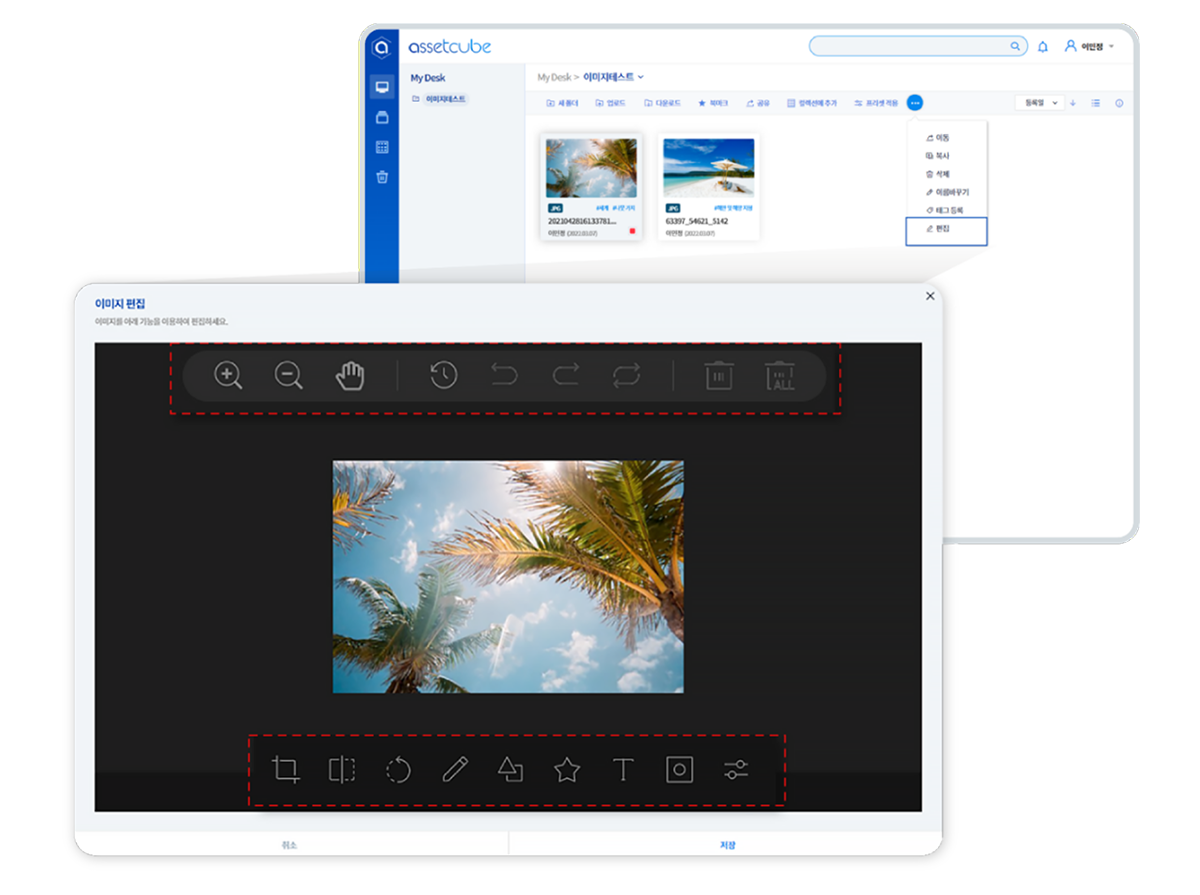 assetcube
이민정
My Desk
My Desk > 이미지테스트
이미지테스트
새 폴더 업로드 다운로드 북마크 공유 컬렉션에 추가 프리셋 적용 등록일
이동
복사
삭제
이름바꾸기
태그 등록
편집
JPG
2021042816133781...
이민정 (2022.03.07)
JPG
63397_54621_5142
이민정 (2022.03.07)
이미지 편집
이미지를 아래 기능을 이용하여 편집하세요.
ALL
T
취소 저장